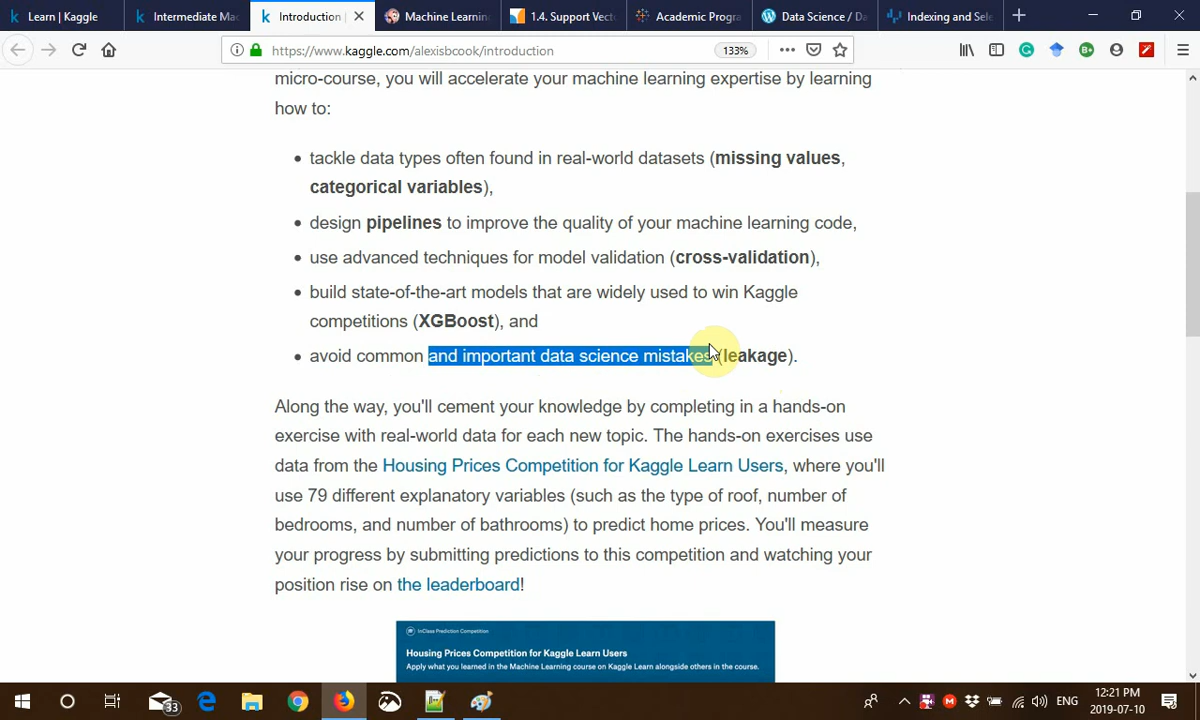 Learn | Kaggle
Intermediate Ma
Introduction |
Machine Learnin
1.4. Support Vect
Academic Progra
Data Science / Da
Indexing and Sele
https://www.kaggle.com/alexisbcook/introduction
133%
micro-course, you will accelerate your machine learning expertise by learning
how to:
• tackle data types often found in real-world datasets (missing values,
categorical variables),
• design pipelines to improve the quality of your machine learning code,
• use advanced techniques for model validation (cross-validation),
• build state-of-the-art models that are widely used to win Kaggle
competitions (XGBoost), and
• avoid common and important data science mistakes (leakage).
Along the way, you'll cement your knowledge by completing in a hands-on
exercise with real-world data for each new topic. The hands-on exercises use
data from the Housing Prices Competition for Kaggle Learn Users, where you'll
use 79 different explanatory variables (such as the type of roof, number of
bedrooms, and number of bathrooms) to predict home prices. You'll measure
your progress by submitting predictions to this competition and watching your
position rise on the leaderboard!
InClass Prediction Competition
Housing Prices Competition for Kaggle Learn Users
Apply what you learned in the Machine Learning course on Kaggle Learn alongside others in the course.
33
ENG
12:21 PM
2019-07-10